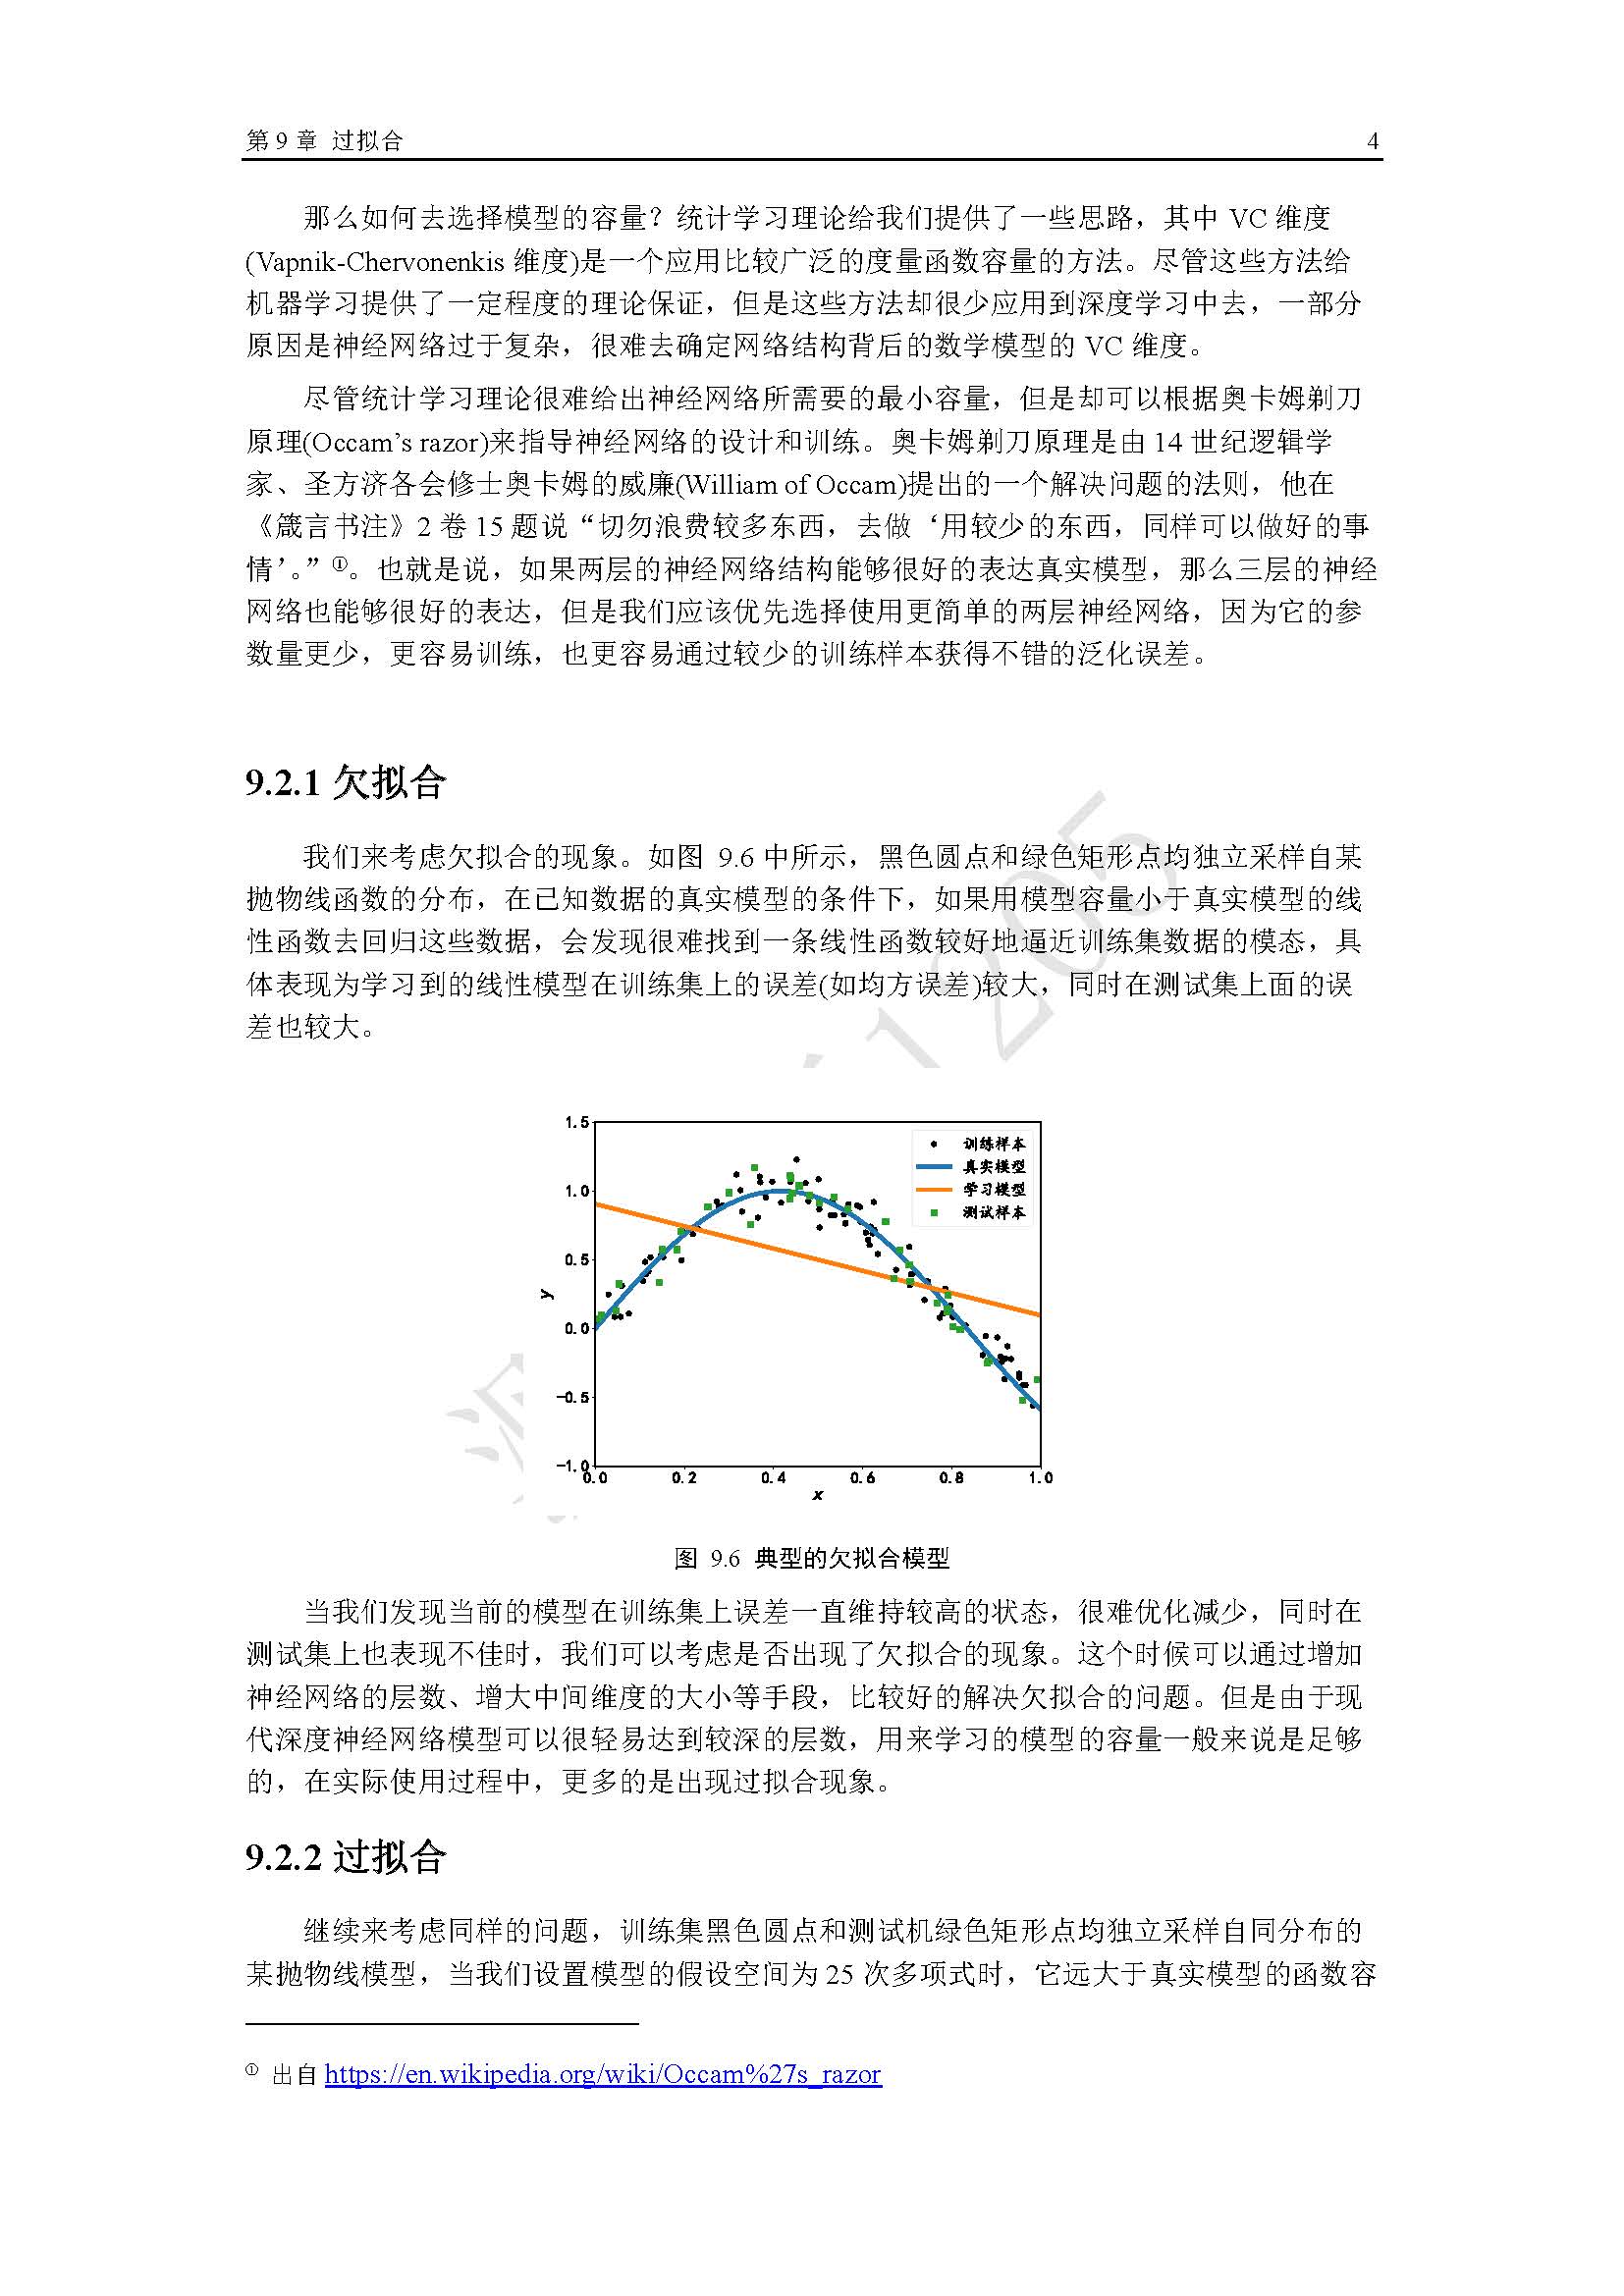 第 9 章 过拟合 4
那么如何去选择模型的容量？统计学习理论给我们提供了一些思路，其中 VC 维度
(Vapnik-Chervonenkis 维度)是一个应用比较广泛的度量函数容量的方法。尽管这些方法给
机器学习提供了一定程度的理论保证，但是这些方法却很少应用到深度学习中去，一部分
原因是神经网络过于复杂，很难去确定网络结构背后的数学模型的 VC 维度。
尽管统计学习理论很难给出神经网络所需要的最小容量，但是却可以根据奥卡姆剃刀
原理(Occam’s razor)来指导神经网络的设计和训练。奥卡姆剃刀原理是由 14 世纪逻辑学
家、圣方济各会修士奥卡姆的威廉(William of Occam)提出的一个解决问题的法则，他在
《箴言书注》2 卷 15 题说“切勿浪费较多东西，去做‘用较少的东西，同样可以做好的事
情’。”①。也就是说，如果两层的神经网络结构能够很好的表达真实模型，那么三层的神经
网络也能够很好的表达，但是我们应该优先选择使用更简单的两层神经网络，因为它的参
数量更少，更容易训练，也更容易通过较少的训练样本获得不错的泛化误差。
9.2.1 欠拟合
我们来考虑欠拟合的现象。如图 9.6 中所示，黑色圆点和绿色矩形点均独立采样自某
抛物线函数的分布，在已知数据的真实模型的条件下，如果用模型容量小于真实模型的线
性函数去回归这些数据，会发现很难找到一条线性函数较好地逼近训练集数据的模态，具
体表现为学习到的线性模型在训练集上的误差(如均方误差)较大，同时在测试集上面的误
差也较大。
1.5
1.0
0.5
0.0
−0.5
−1.0
y
训练样本
真实模型
学习模型
测试样本
0.0 0.2 0.4 0.6 0.8 1.0
x
图 9.6 典型的欠拟合模型
当我们发现当前的模型在训练集上误差一直维持较高的状态，很难优化减少，同时在
测试集上也表现不佳时，我们可以考虑是否出现了欠拟合的现象。这个时候可以通过增加
神经网络的层数、增大中间维度的大小等手段，比较好的解决欠拟合的问题。但是由于现
代深度神经网络模型可以很轻易达到较深的层数，用来学习的模型的容量一般来说是足够
的，在实际使用过程中，更多的是出现过拟合现象。
9.2.2 过拟合
继续来考虑同样的问题，训练集黑色圆点和测试机绿色矩形点均独立采样自同分布的
某抛物线模型，当我们设置模型的假设空间为 25 次多项式时，它远大于真实模型的函数容
① 出自 https://en.wikipedia.org/wiki/Occam%27s_razor